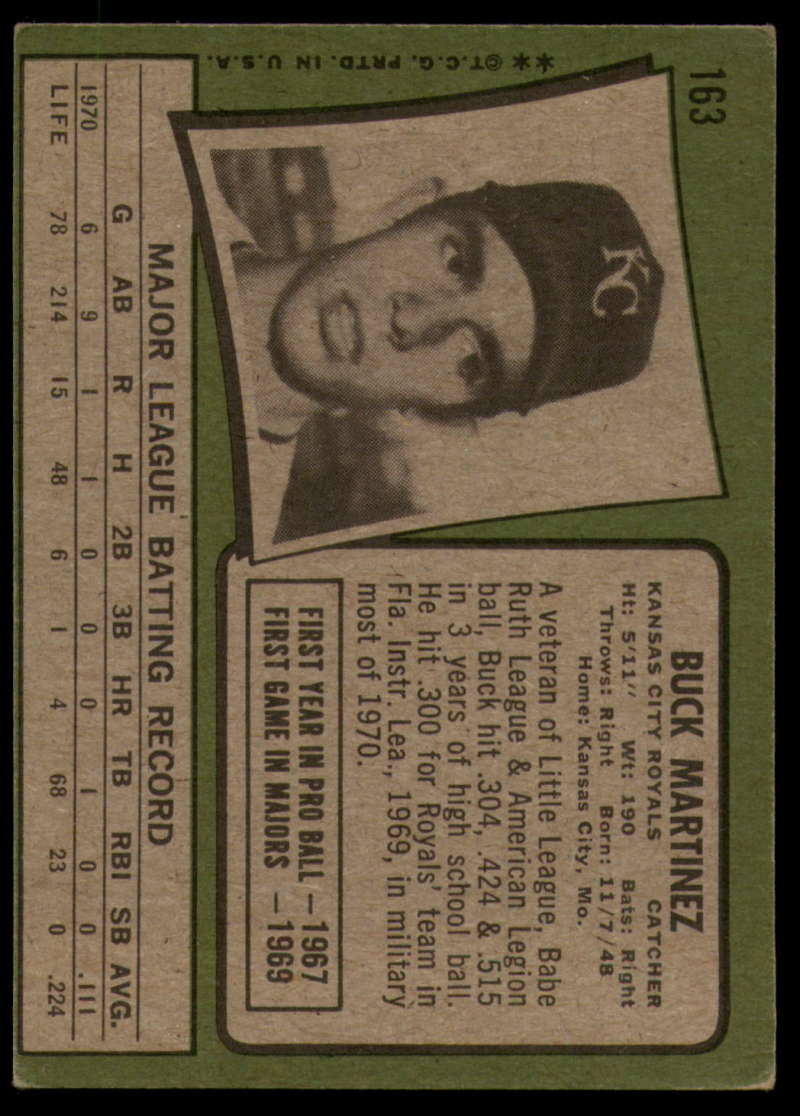 163
**©T.C.G. PRTD. IN U.S.A.
KC
BUCK MARTINEZ
KANSAS CITY ROYALS CATCHER
Ht: 5'11" Wt: 190 Bats: Right
Throws: Right Born: 11/7/48
Home: Kansas City, Mo.
A veteran of Little League, Babe
Ruth League & American Legion
ball, Buck hit .304, .424 & .515
in 3 years of high school ball.
He hit .300 for Royals' team in
Fla. Instr. Lea., 1969, in military
most of 1970.
FIRST YEAR IN PRO BALL —1967
FIRST GAME IN MAJORS —1969
MAJOR LEAGUE BATTING RECORD
G AB R H 2B 3B HR TB RBI SB AVG.
1970 6 9 1 1 0 0 0 1 0 0 .111
LIFE 78 214 15 48 6 1 4 68 23 0 .224